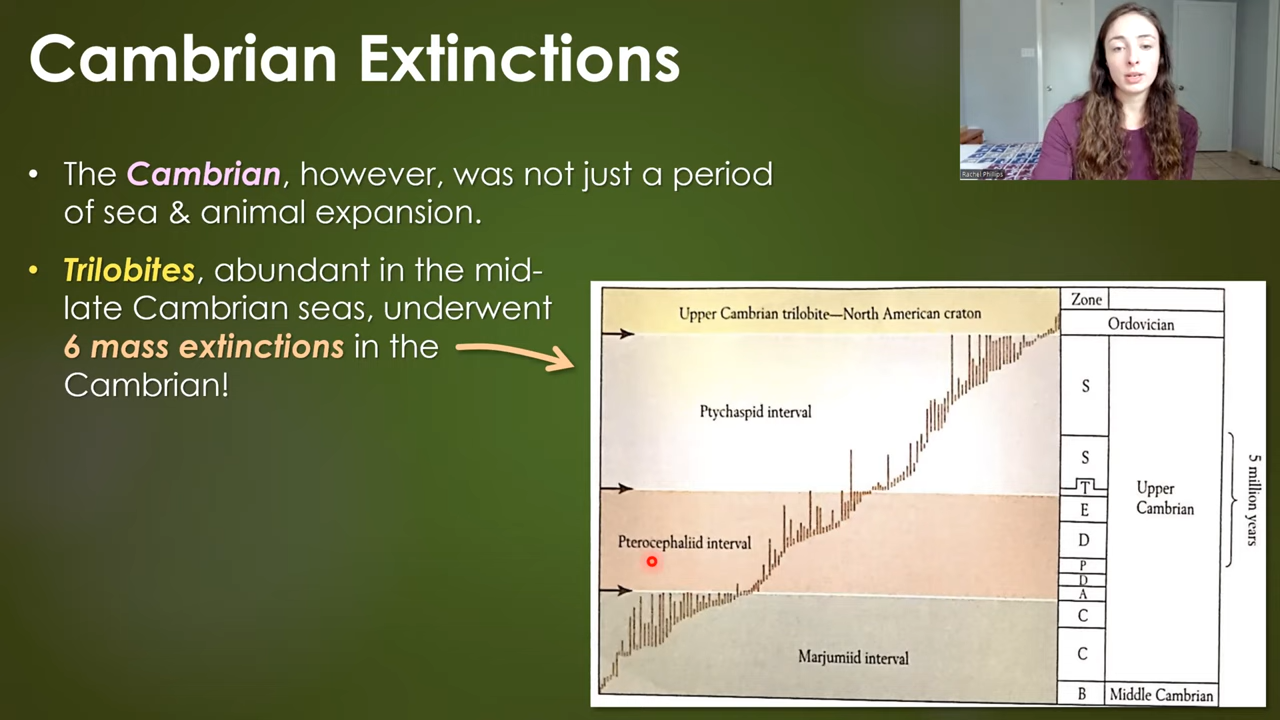 Cambrian Extinctions
Rachel Phillips
• The Cambrian, however, was not just a period
of sea & animal expansion.
• Trilobites, abundant in the mid-
late Cambrian seas, underwent
6 mass extinctions in the
Cambrian!
Upper Cambrian trilobite—North American craton
Zone
Ordovician
Ptychaspid interval
S
S
T
E
D
P
D
A
C
C
B
Upper
Cambrian
5 million years
Pterocephaliid interval
Marjumiid interval
Middle Cambrian